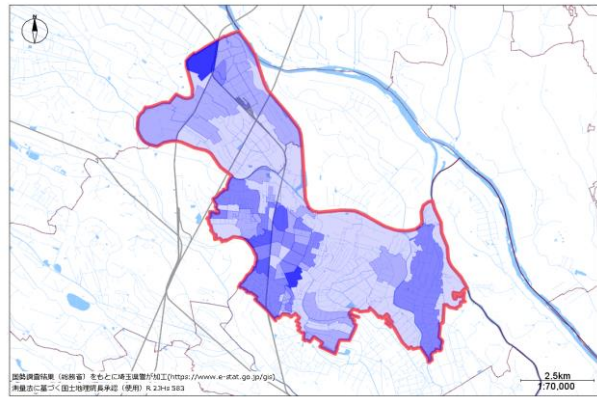 N
国勢調査結果（総務省）をもとに埼玉県警が加工(https://www.e-stat.go.jp/gis)
測量法に基づく国土地理院長承認（使用）R 2JHs 583
2.5km
1:70,000